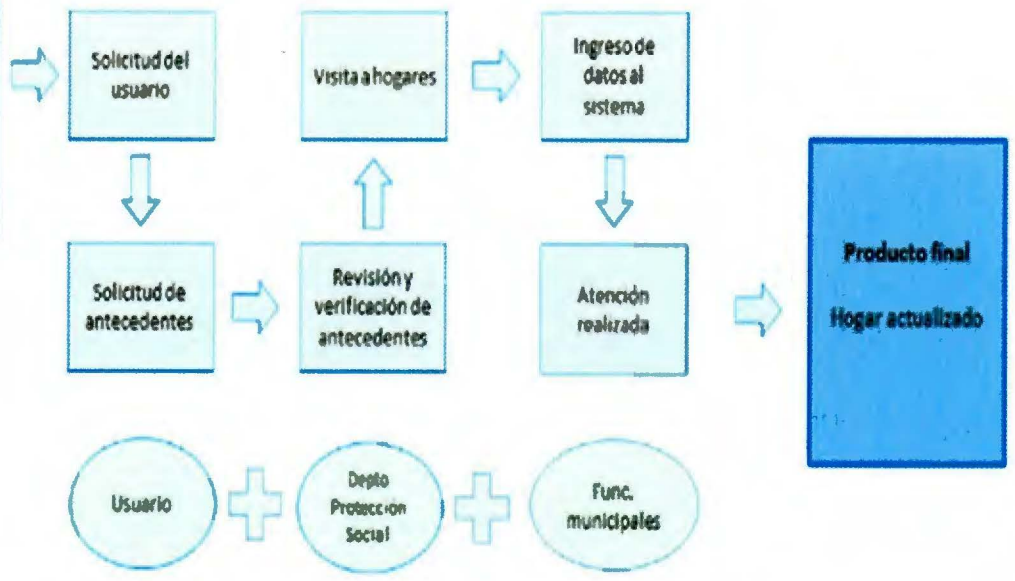 Solicitud del
usuario
Solicitud de
antecedentes
Revisión y
verificación de
antecedentes
Visita a hogares
Ingreso de
datos al
sistema
Atención
realizada
Producto final
Hogar actualizado
Usuario
Depto
Protección
Social
Func.
municipales